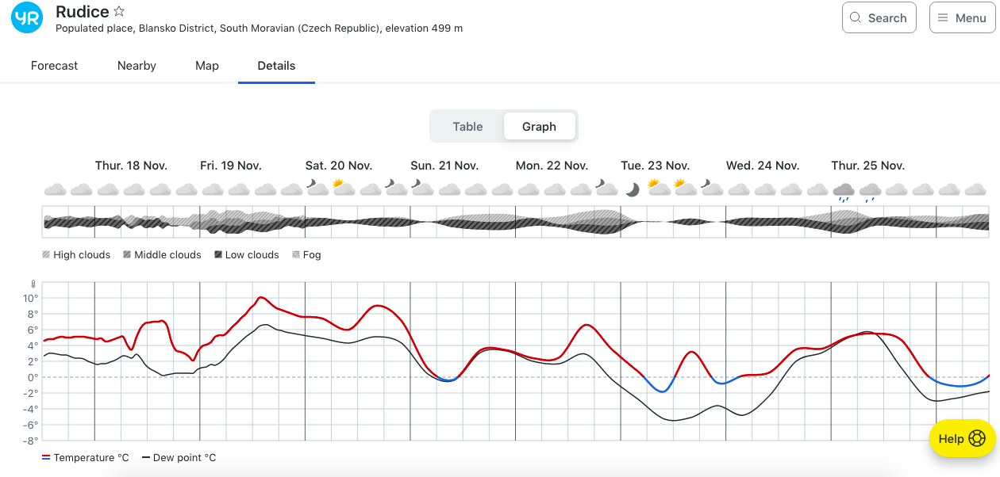 yR
Rudice
Populated place, Blansko District, South Moravian (Czech Republic), elevation 499 m
Search
Menu
Forecast Nearby Map Details
Table Graph
Thur. 18 Nov. Fri. 19 Nov. Sat. 20 Nov. Sun. 21 Nov. Mon. 22 Nov. Tue. 23 Nov. Wed. 24 Nov. Thur. 25 Nov.
High clouds Middle clouds Low clouds Fog
10°
8°
6°
4°
2°
0°
-2°
-4°
-6°
-8°
Help
Temperature °C Dew point °C